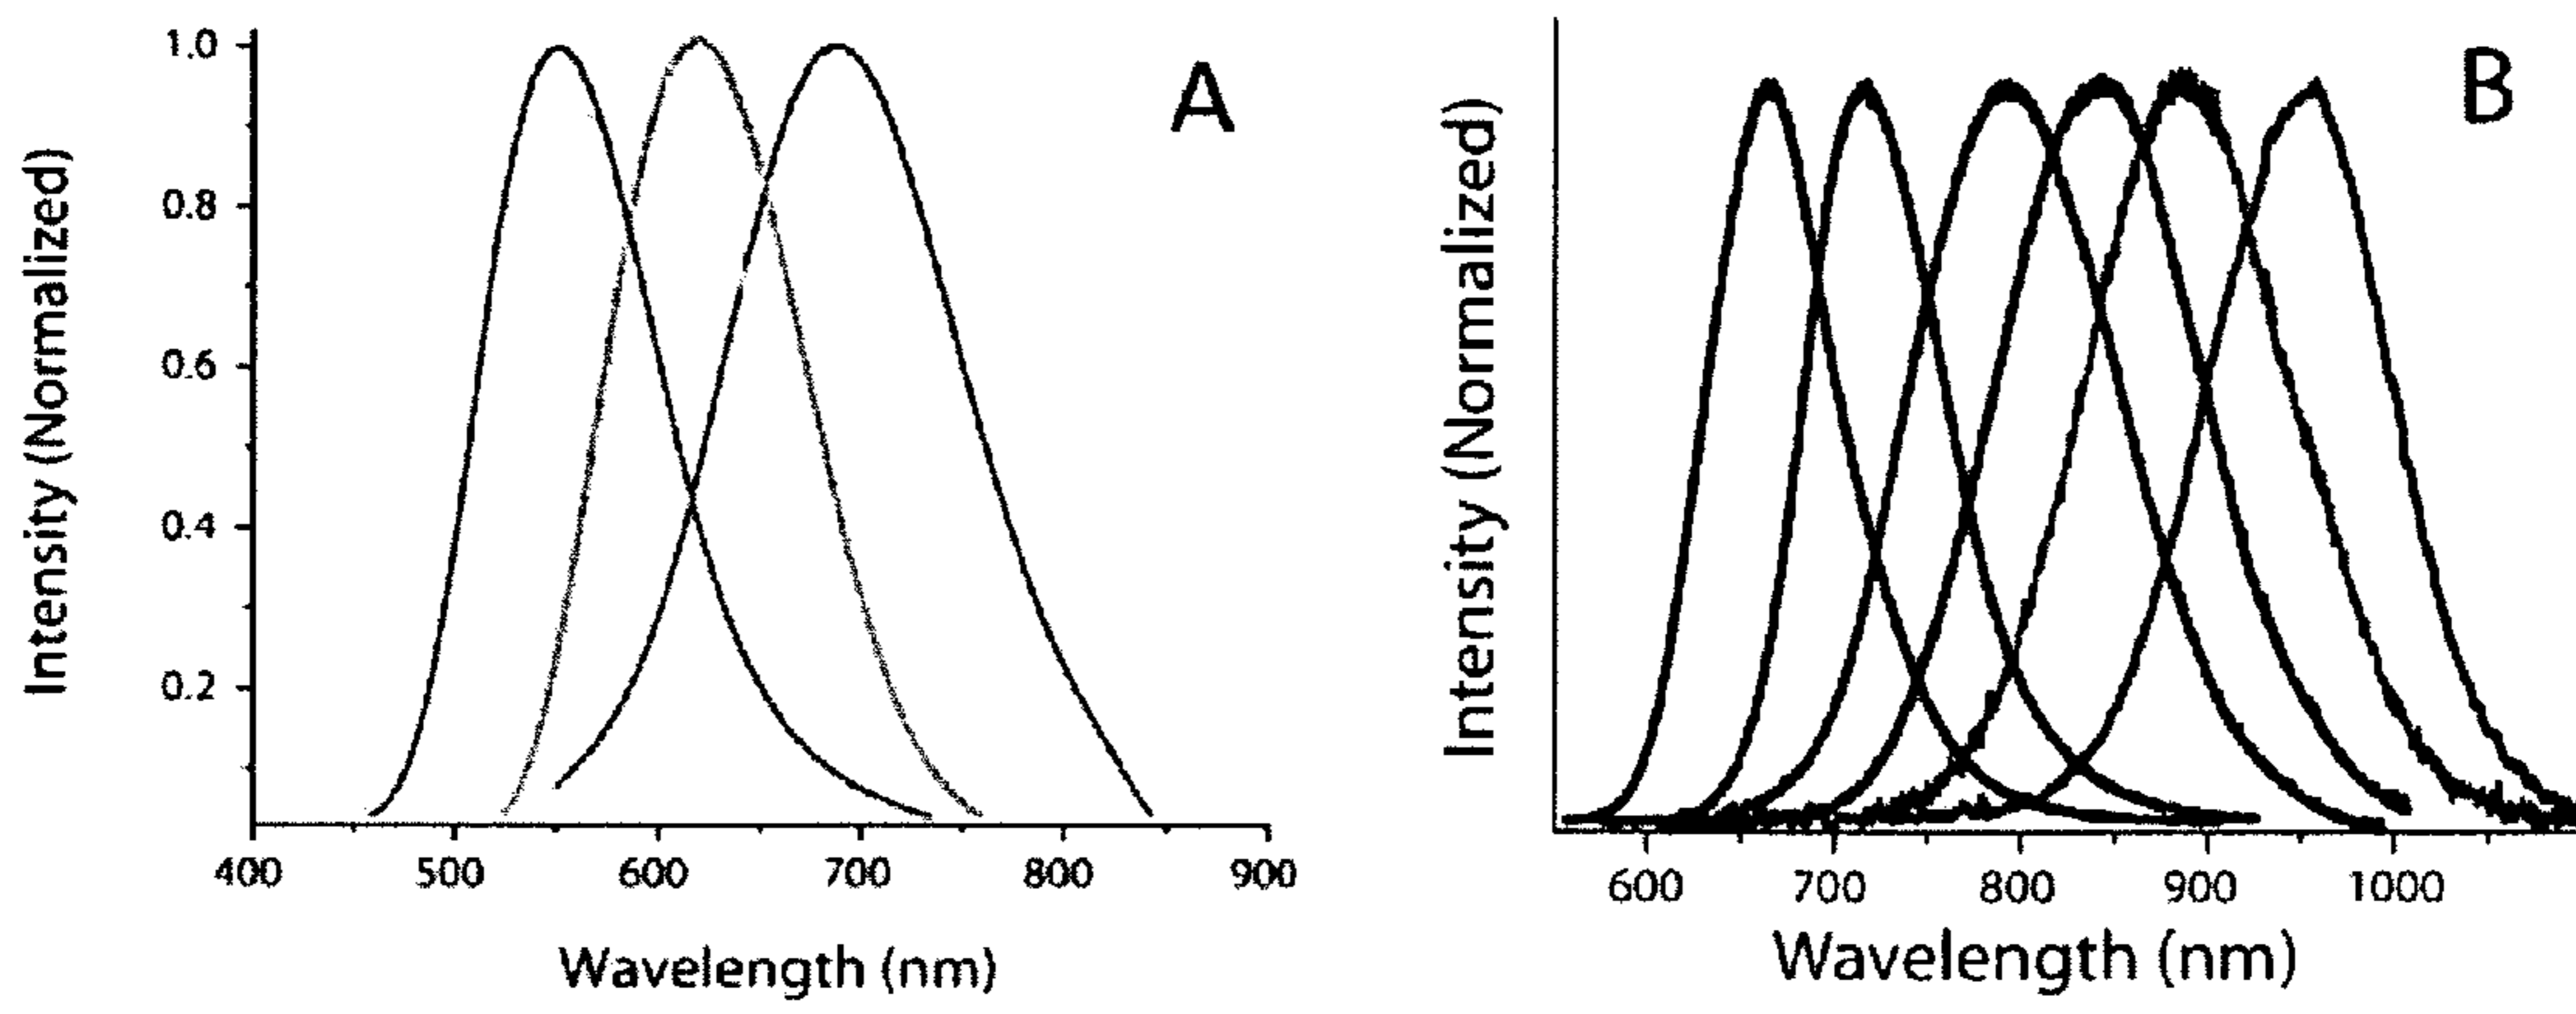 A
Intensity (Normalized)
1.0
0.8
0.6
0.4
0.2
400 500 600 700 800 900
Wavelength (nm)
B
Intensity (Normalized)
600 700 800 900 1000
Wavelength (nm)